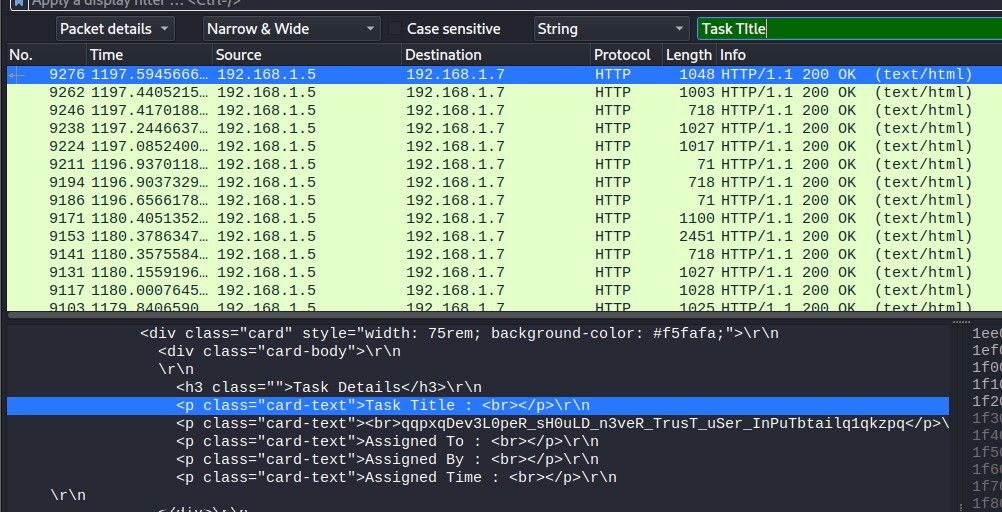 Apply a display filter … <Ctrl-/>
Packet details Narrow & Wide Case sensitive String Task TItle
No. Time Source Destination Protocol Length Info
9276 1197.5945666… 192.168.1.5 192.168.1.7 HTTP 1048 HTTP/1.1 200 OK (text/html)
9262 1197.4405215… 192.168.1.5 192.168.1.7 HTTP 1003 HTTP/1.1 200 OK (text/html)
9246 1197.4170188… 192.168.1.5 192.168.1.7 HTTP 718 HTTP/1.1 200 OK (text/html)
9238 1197.2446637… 192.168.1.5 192.168.1.7 HTTP 1027 HTTP/1.1 200 OK (text/html)
9224 1197.0852400… 192.168.1.5 192.168.1.7 HTTP 1017 HTTP/1.1 200 OK (text/html)
9211 1196.9370118… 192.168.1.5 192.168.1.7 HTTP 71 HTTP/1.1 200 OK (text/html)
9194 1196.9037329… 192.168.1.5 192.168.1.7 HTTP 718 HTTP/1.1 200 OK (text/html)
9186 1196.6566178… 192.168.1.5 192.168.1.7 HTTP 71 HTTP/1.1 200 OK (text/html)
9171 1180.4051352… 192.168.1.5 192.168.1.7 HTTP 1100 HTTP/1.1 200 OK (text/html)
9153 1180.3786347… 192.168.1.5 192.168.1.7 HTTP 2451 HTTP/1.1 200 OK (text/html)
9141 1180.3575584… 192.168.1.5 192.168.1.7 HTTP 718 HTTP/1.1 200 OK (text/html)
9131 1180.1559196… 192.168.1.5 192.168.1.7 HTTP 1027 HTTP/1.1 200 OK (text/html)
9117 1180.0007645… 192.168.1.5 192.168.1.7 HTTP 1028 HTTP/1.1 200 OK (text/html)
9103 1179.8406590… 192.168.1.5 192.168.1.7 HTTP 1025 HTTP/1.1 200 OK (text/html)
<div class="card" style="width: 75rem; background-color: #f5fafa;">\r\n 1ee0
<div class="card-body">\r\n 1ef0
\r\n 1f00
<h3 class="">Task Details</h3>\r\n 1f10
<p class="card-text">Task Title : <br></p>\r\n 1f20
<p class="card-text"><br>qqpxqDev3L0peR_sH0uLD_n3veR_TrusT_uSer_InPuTbtailq1qkzpq</p>\ 1f30
<p class="card-text">Assigned To : <br></p>\r\n 1f40
<p class="card-text">Assigned By : <br></p>\r\n 1f50
<p class="card-text">Assigned Time : <br></p>\r\n 1f60
\r\n 1f70
</div>\r\n 1f80